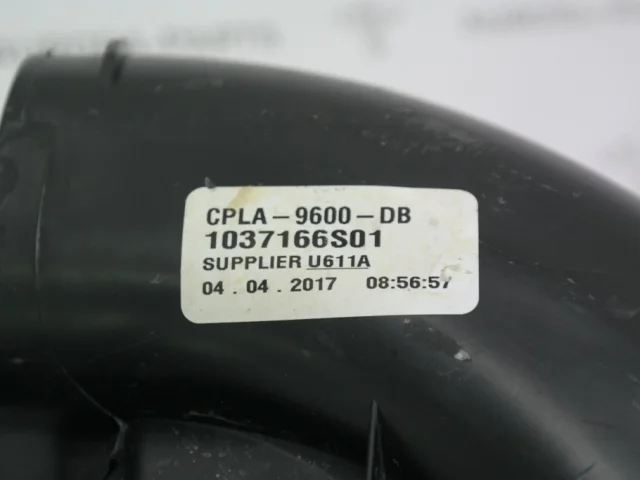 CPLA-9600-DB
1037166S01
SUPPLIER U611A
04.04.2017 08:56:57